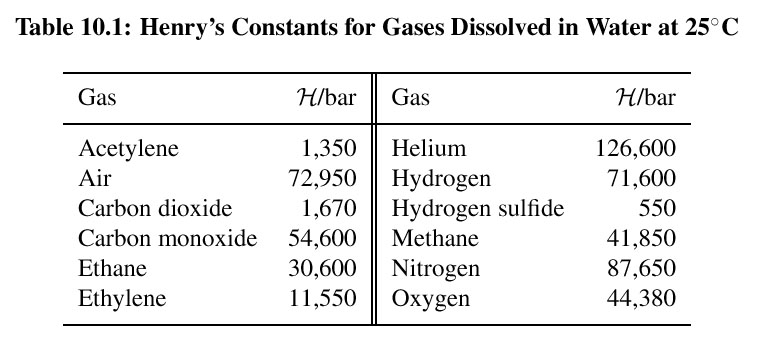 Table 10.1: Henry's Constants for Gases Dissolved in Water at 25°C
Gas ℋ/bar Gas ℋ/bar
Acetylene 1,350 Helium 126,600
Air 72,950 Hydrogen 71,600
Carbon dioxide 1,670 Hydrogen sulfide 550
Carbon monoxide 54,600 Methane 41,850
Ethane 30,600 Nitrogen 87,650
Ethylene 11,550 Oxygen 44,380